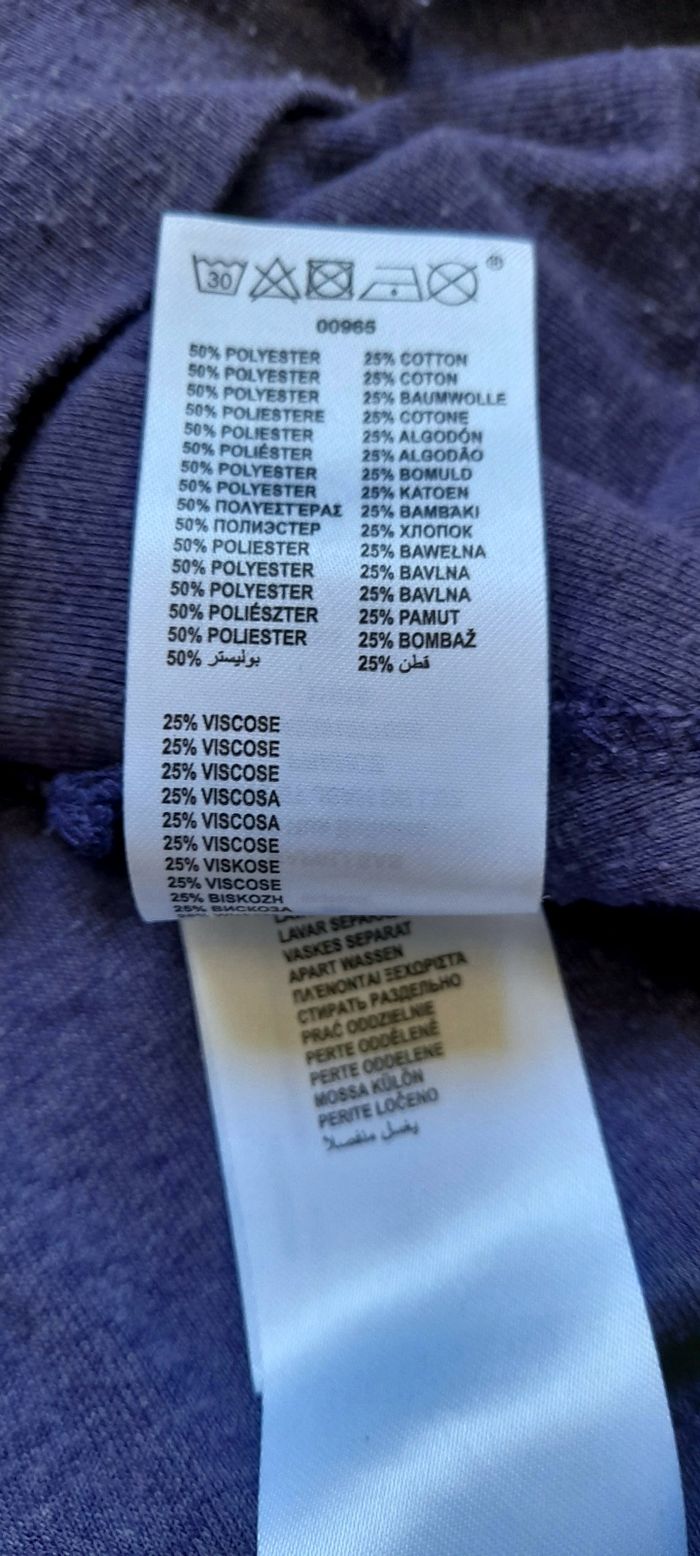 30
00965
50% POLYESTER 25% COTTON
50% POLYESTER 25% COTON
50% POLYESTER 25% BAUMWOLLE
50% POLIESTERE 25% COTONE
50% POLIESTER 25% ALGODÓN
50% POLIÉSTER 25% ALGODÃO
50% POLYESTER 25% BOMULD
50% POLYESTER 25% KATOEN
50% ΠΟΛΥΕΣΤΕΡΑΣ 25% ΒΑΜΒΑΚΙ
50% ПОЛИЭСТЕР 25% ХЛОПОК
50% POLIESTER 25% BAWEŁNA
50% POLYESTER 25% BAVLNA
50% POLYESTER 25% BAVLNA
50% POLIÉSZTER 25% PAMUT
50% POLIESTER 25% BOMBAŽ
50% بوليستر 25% قطن
25% VISCOSE
25% VISCOSE
25% VISCOSE
25% VISCOSA
25% VISCOSA
25% VISCOSE
25% VISKOSE
25% VISCOSE
25% ΒΙΣΚΟΖΗ
25% ВИСКОЗА
LAVAR SEPARADO
VASKES SEPARAT
APART WASSEN
ΠΛΈΝΟΝΤΑΙ ΞΕΧΩΡΙΣΤΑ
СТИРАТЬ РАЗДЕЛЬНО
PRAĆ ODDZIELNIE
PERTE ODDĚLENĚ
PERTE ODDELENE
MOSSA KÜLÖN
PERITE LOČENO
يغسل منفصلا